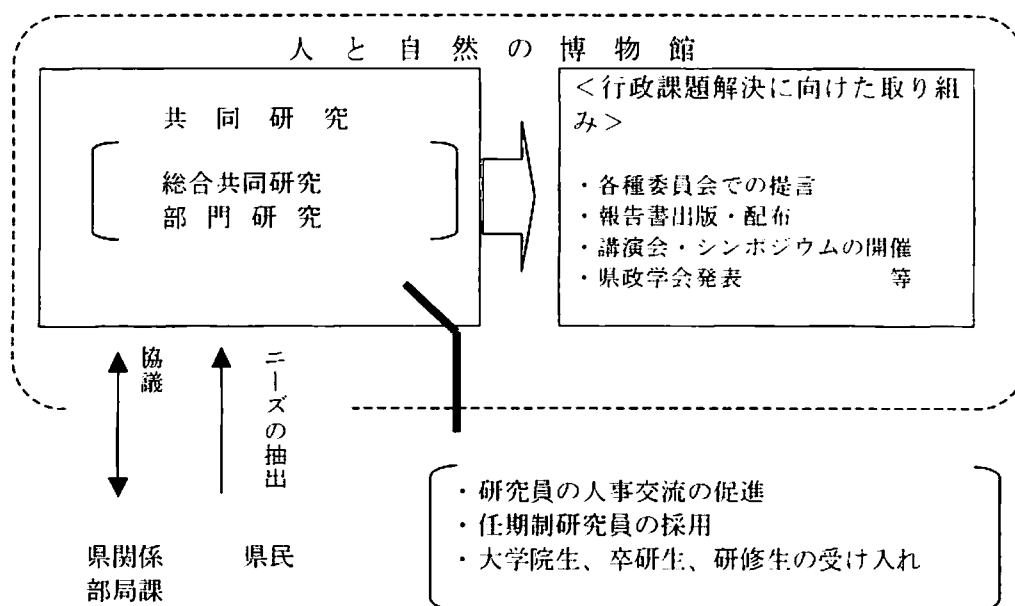 人と自然の博物館
共同研究
総合共同研究
部門研究
<行政課題解決に向けた取り組
み>
・各種委員会での提言
・報告書出版・配布
・講演会・シンポジウムの開催
・県政学会発表 等
協議
ニーズの抽出
県関係
部局課
県民
・研究員の人事交流の促進
・任期制研究員の採用
・大学院生、卒研生、研修生の受け入れ